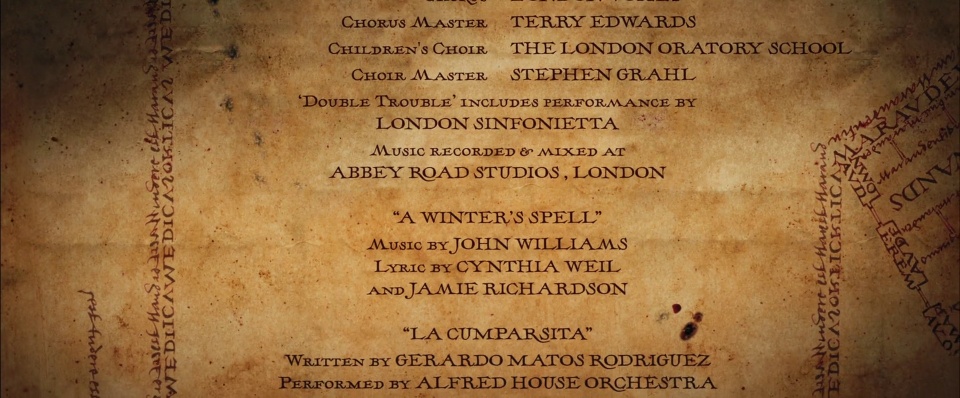 Chorus Master TERRY EDWARDS
Children's Choir THE LONDON ORATORY SCHOOL
Choir Master STEPHEN GRAHL
'Double Trouble' includes performance by
LONDON SINFONIETTA
Music recorded & mixed at
ABBEY ROAD STUDIOS, LONDON
"A WINTER'S SPELL"
Music by JOHN WILLIAMS
Lyric by CYNTHIA WEIL
and JAMIE RICHARDSON
"LA CUMPARSITA"
Written by GERARDO MATOS RODRIGUEZ
Performed by ALFRED HOUSE ORCHESTRA